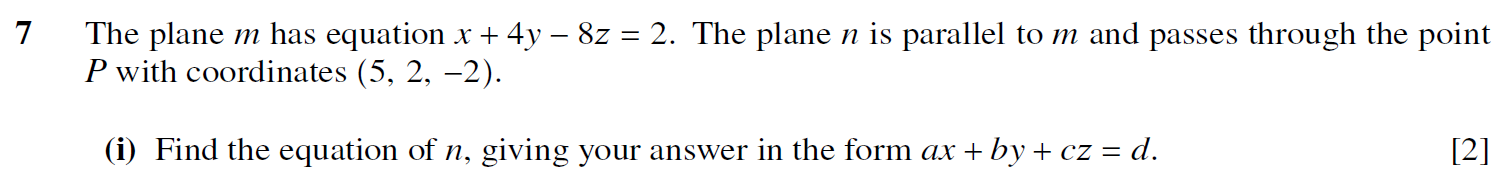 7 The plane m has equation x + 4y − 8z = 2. The plane n is parallel to m and passes through the point
P with coordinates (5, 2, −2).
(i) Find the equation of n, giving your answer in the form ax + by + cz = d. [2]